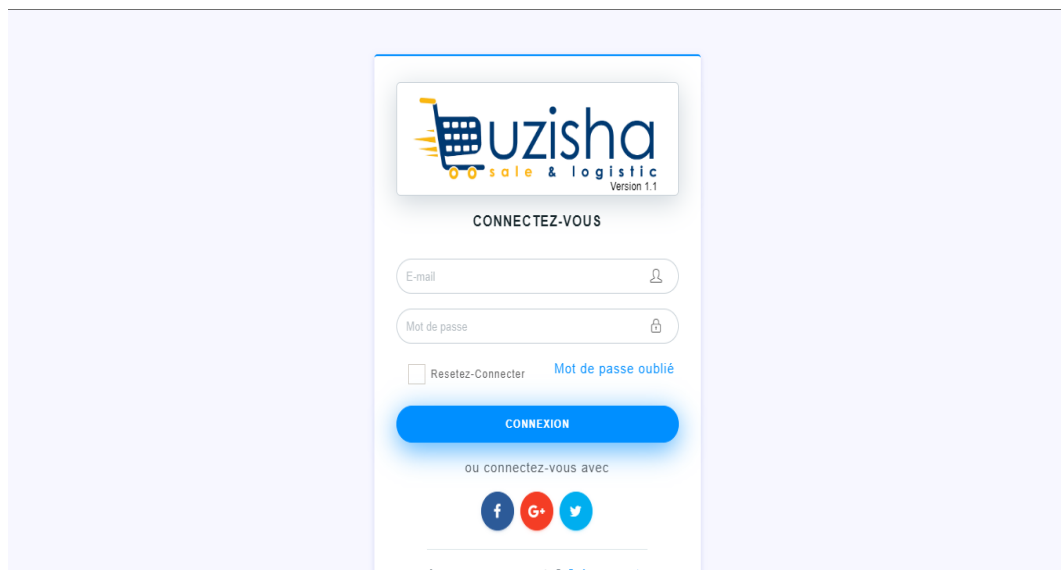 uzisha
sale & logistic
Version 1.1
CONNECTEZ-VOUS
E-mail
Mot de passe
Resetez-Connecter
Mot de passe oublié
CONNEXION
ou connectez-vous avec
f
G+